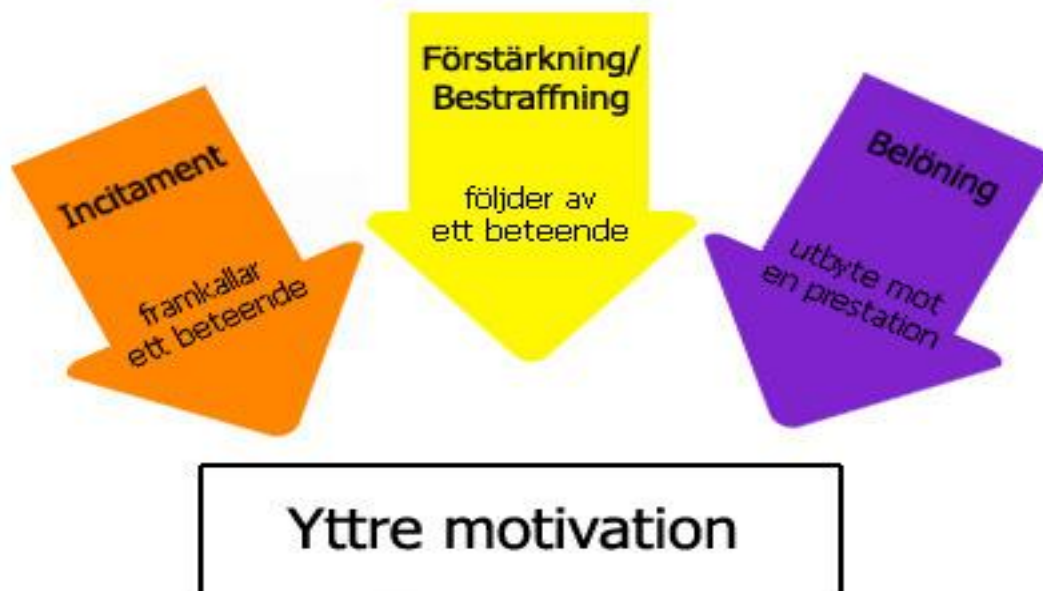 Incitament
framkallar
ett beteende
Förstärkning/
Bestraffning
följder av
ett beteende
Belöning
utbyte mot
en prestation
Yttre motivation